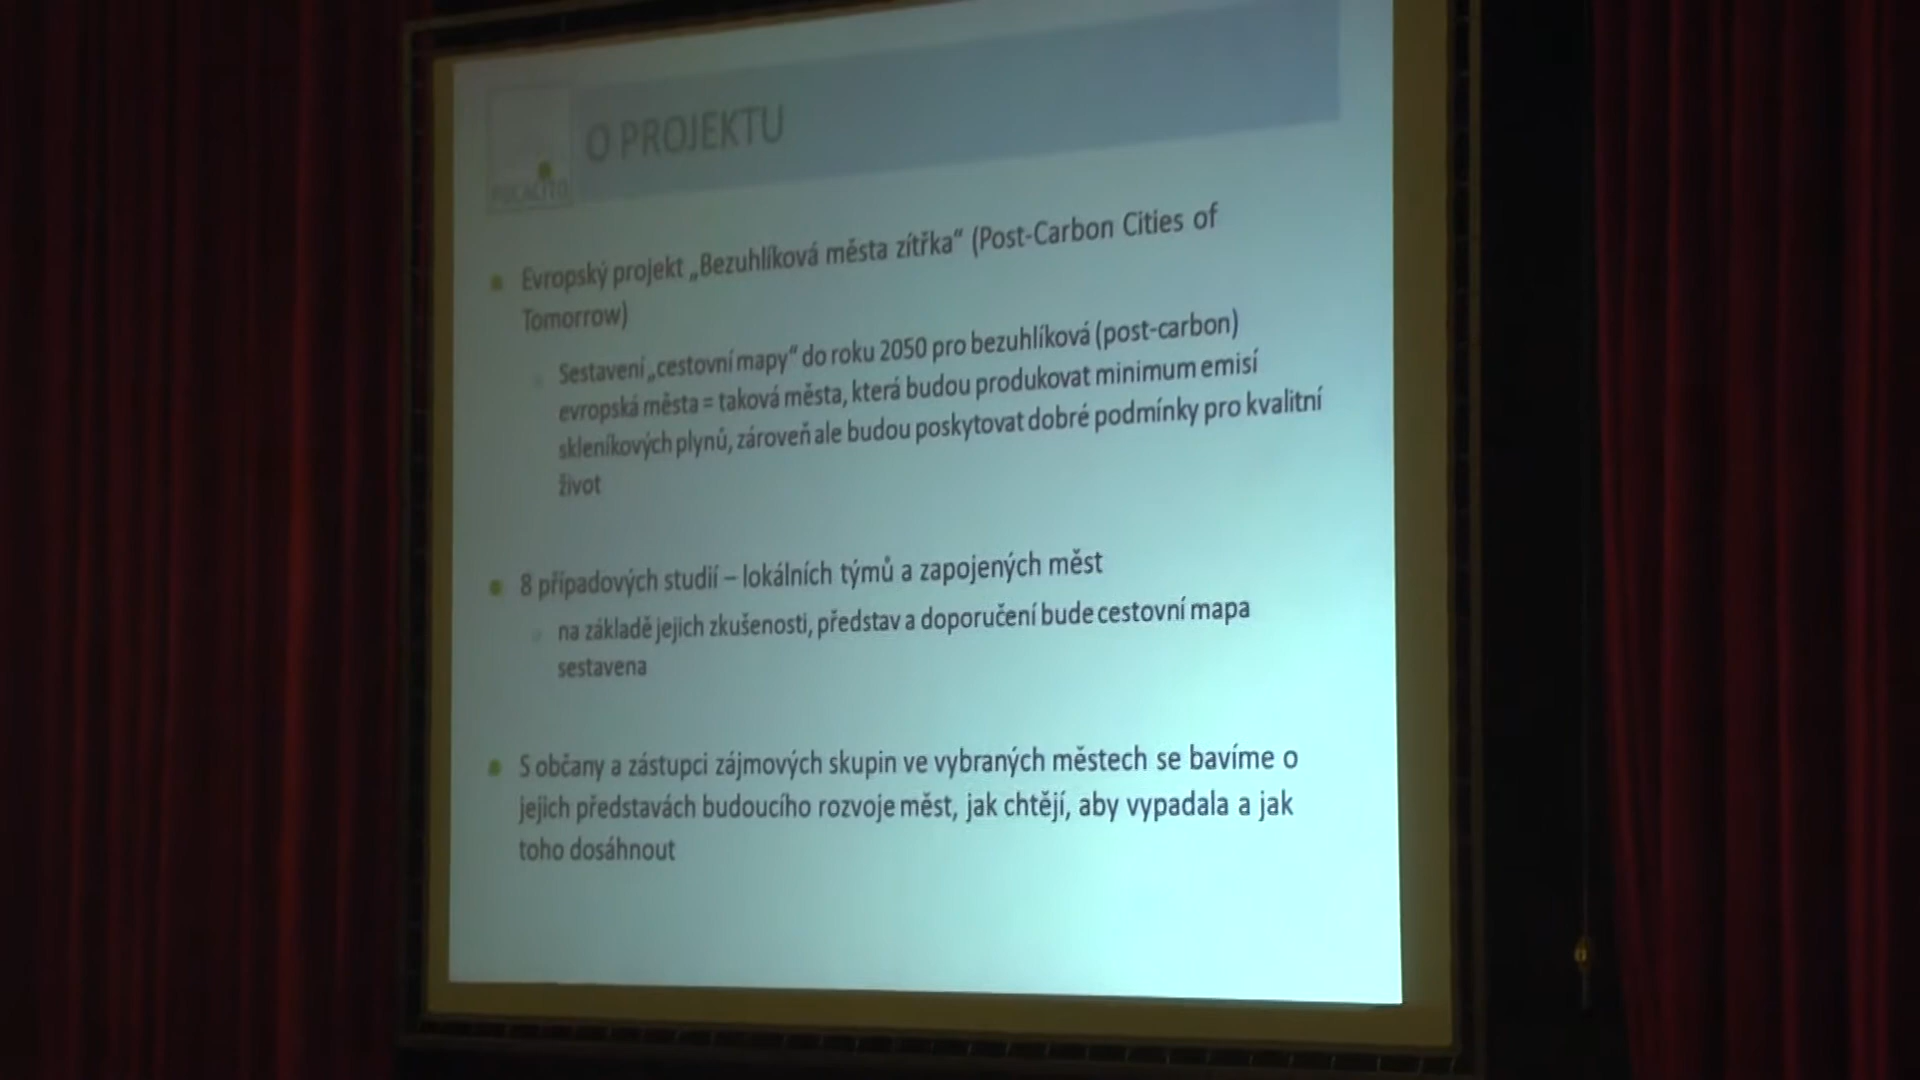 O PROJEKTU
POCACITO
Evropský projekt „Bezuhlíková města zítřka“ (Post-Carbon Cities of
Tomorrow)
Sestavení „cestovní mapy“ do roku 2050 pro bezuhlíková (post-carbon)
evropská města = taková města, která budou produkovat minimum emisí
skleníkových plynů, zároveň ale budou poskytovat dobré podmínky pro kvalitní
život
8 případových studií – lokálních týmů a zapojených měst
na základě jejich zkušenosti, představ a doporučení bude cestovní mapa
sestavena
S občany a zástupci zájmových skupin ve vybraných městech se bavíme o
jejich představách budoucího rozvoje měst, jak chtějí, aby vypadala a jak
toho dosáhnout